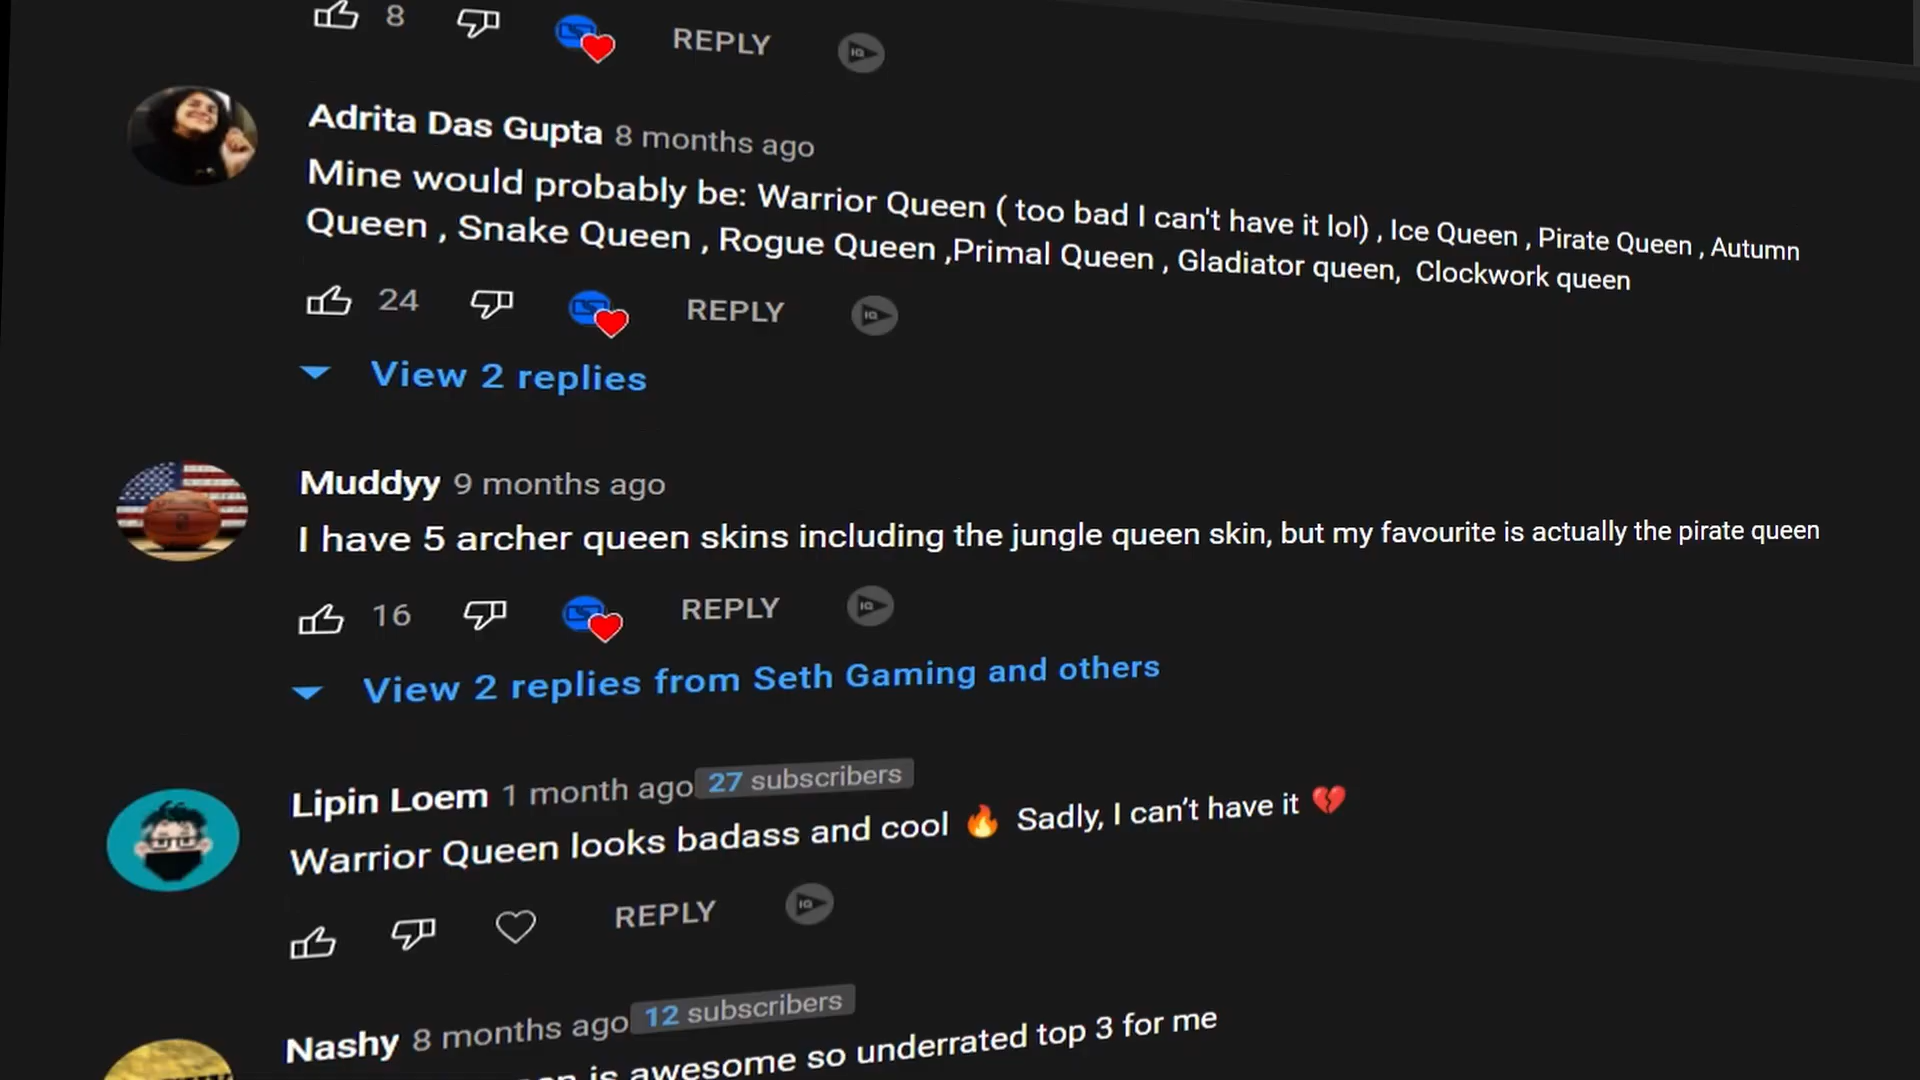 8 REPLY
Adrita Das Gupta 8 months ago
Mine would probably be: Warrior Queen ( too bad I can't have it lol) , Ice Queen , Pirate Queen , Autumn
Queen , Snake Queen , Rogue Queen ,Primal Queen , Gladiator queen, Clockwork queen
24 REPLY
View 2 replies
Muddyy 9 months ago
I have 5 archer queen skins including the jungle queen skin, but my favourite is actually the pirate queen
16 REPLY
View 2 replies from Seth Gaming and others
Lipin Loem 1 month ago 27 subscribers
Warrior Queen looks badass and cool 🔥 Sadly, I can’t have it 💔
REPLY
Nashy 8 months ago 12 subscribers
is awesome so underrated top 3 for me